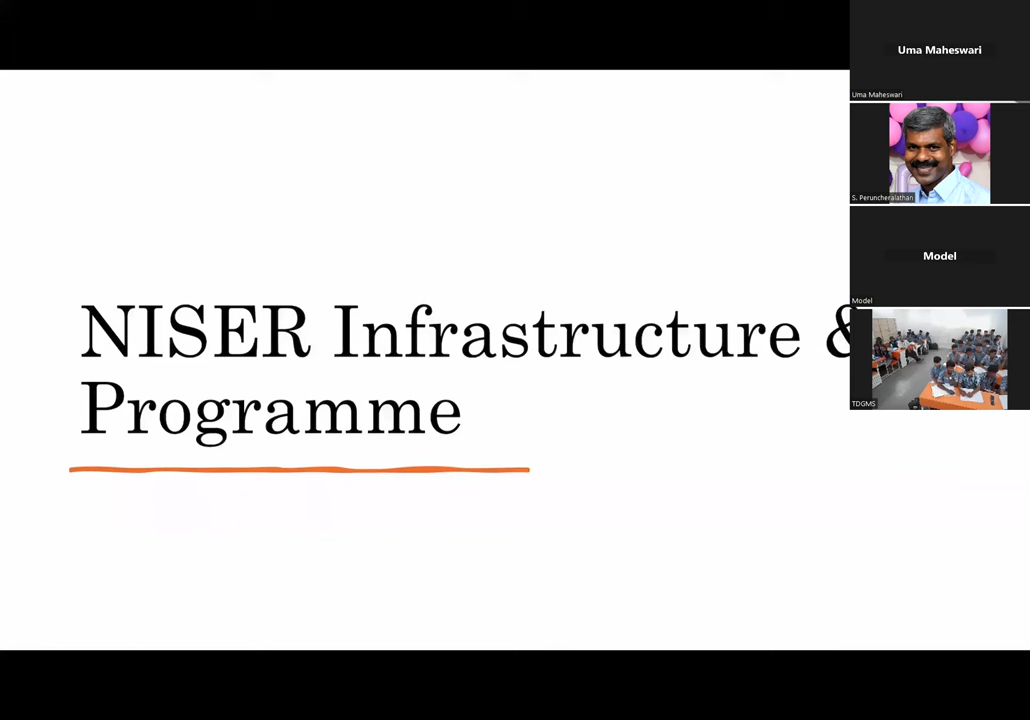 NISER Infrastructure &
Programme
Uma Maheswari
Uma Maheswari
S. Peruncheralathan
Model
Model
TDGMS